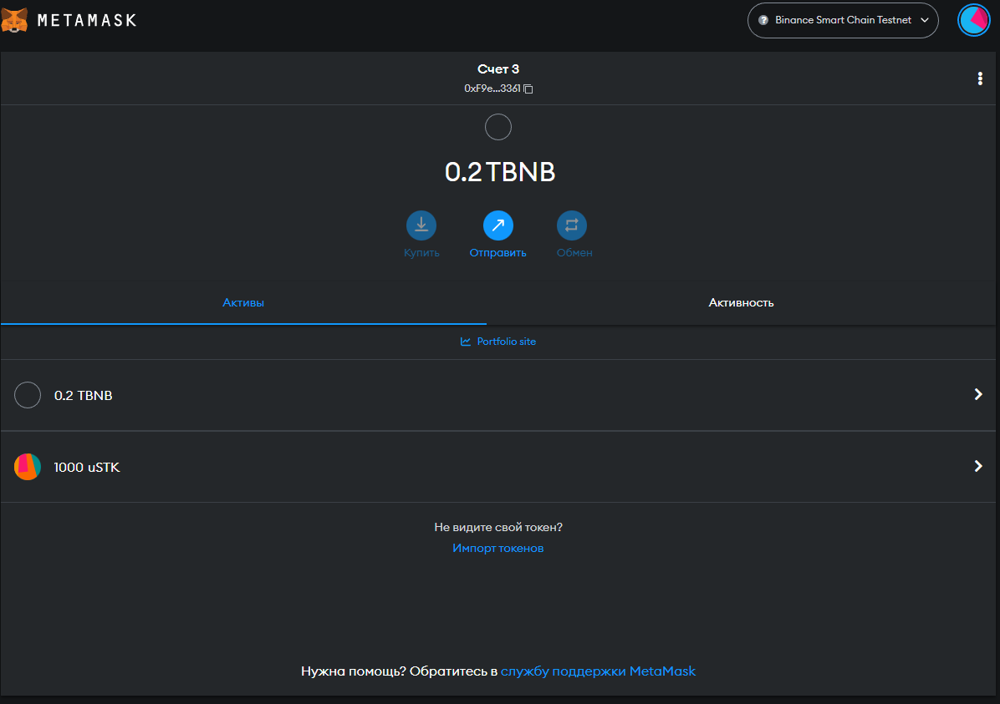 METAMASK
Binance Smart Chain Testnet
Счет 3
0xF9e...3361
0.2 TBNB
Купить
Отправить
Обмен
Активы
Активность
Portfolio site
0.2 TBNB
1000 uSTK
Не видите свой токен?
Импорт токенов
Нужна помощь? Обратитесь в службу поддержки MetaMask